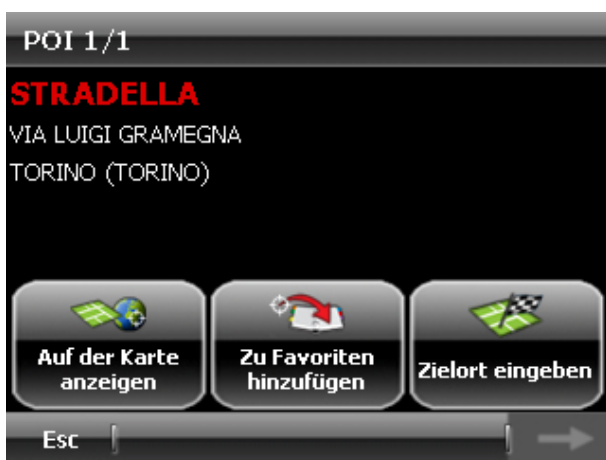 POI 1/1
STRADELLA
VIA LUIGI GRAMEGNA
TORINO (TORINO)
Auf der Karte
anzeigen
Zu Favoriten
hinzufügen
Zielort eingeben
Esc